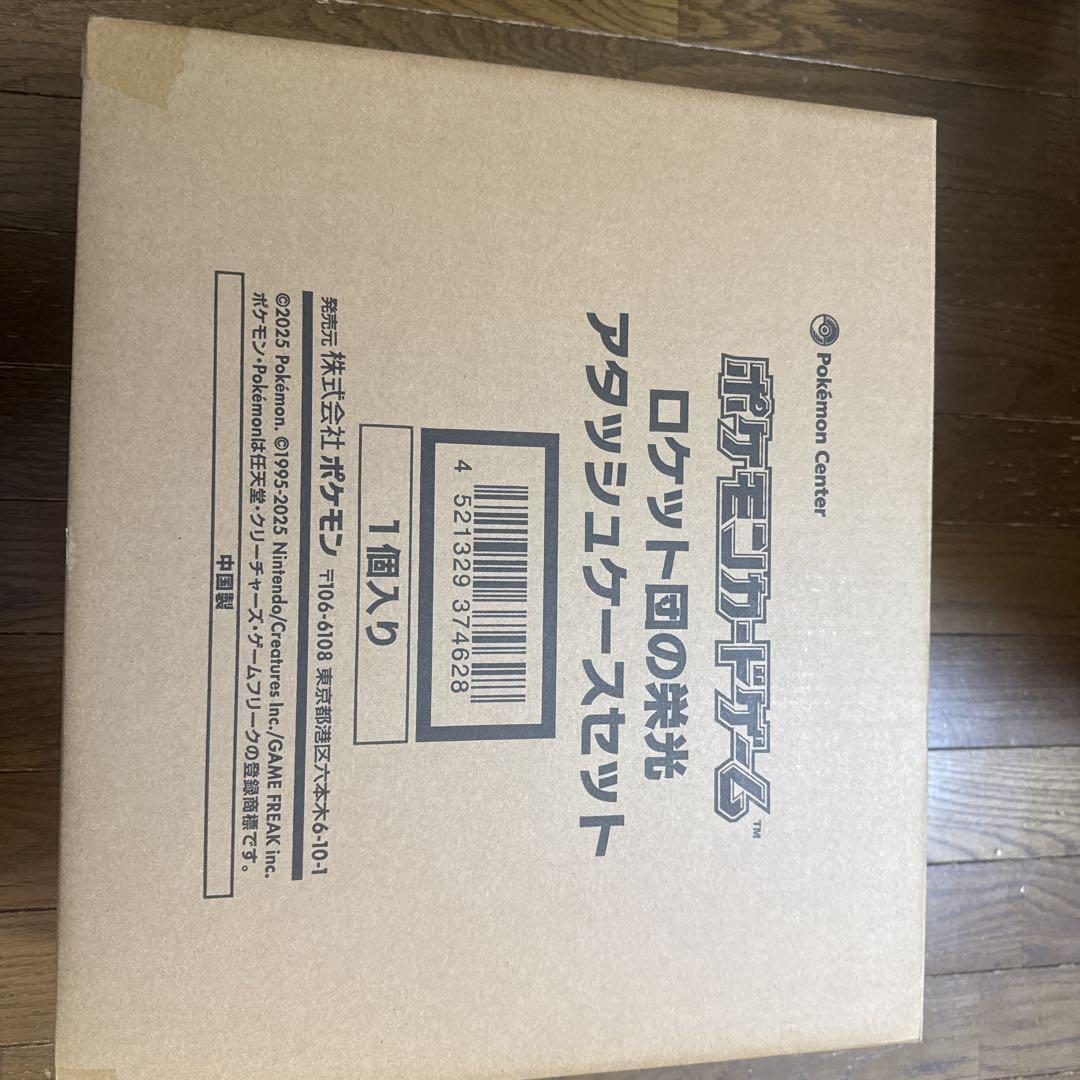 Pokémon Center
ポケモンカードゲーム™
ロケット団の栄光
アタッシュケースセット
4 521329 374628
1個入り
発売元 株式会社 ポケモン 〒106-6108 東京都港区六本木6-10-1
©2025 Pokémon. ©1995-2025 Nintendo/Creatures Inc./GAME FREAK inc.
ポケモン・Pokémonは任天堂・クリーチャーズ・ゲームフリークの登録商標です。
中国製